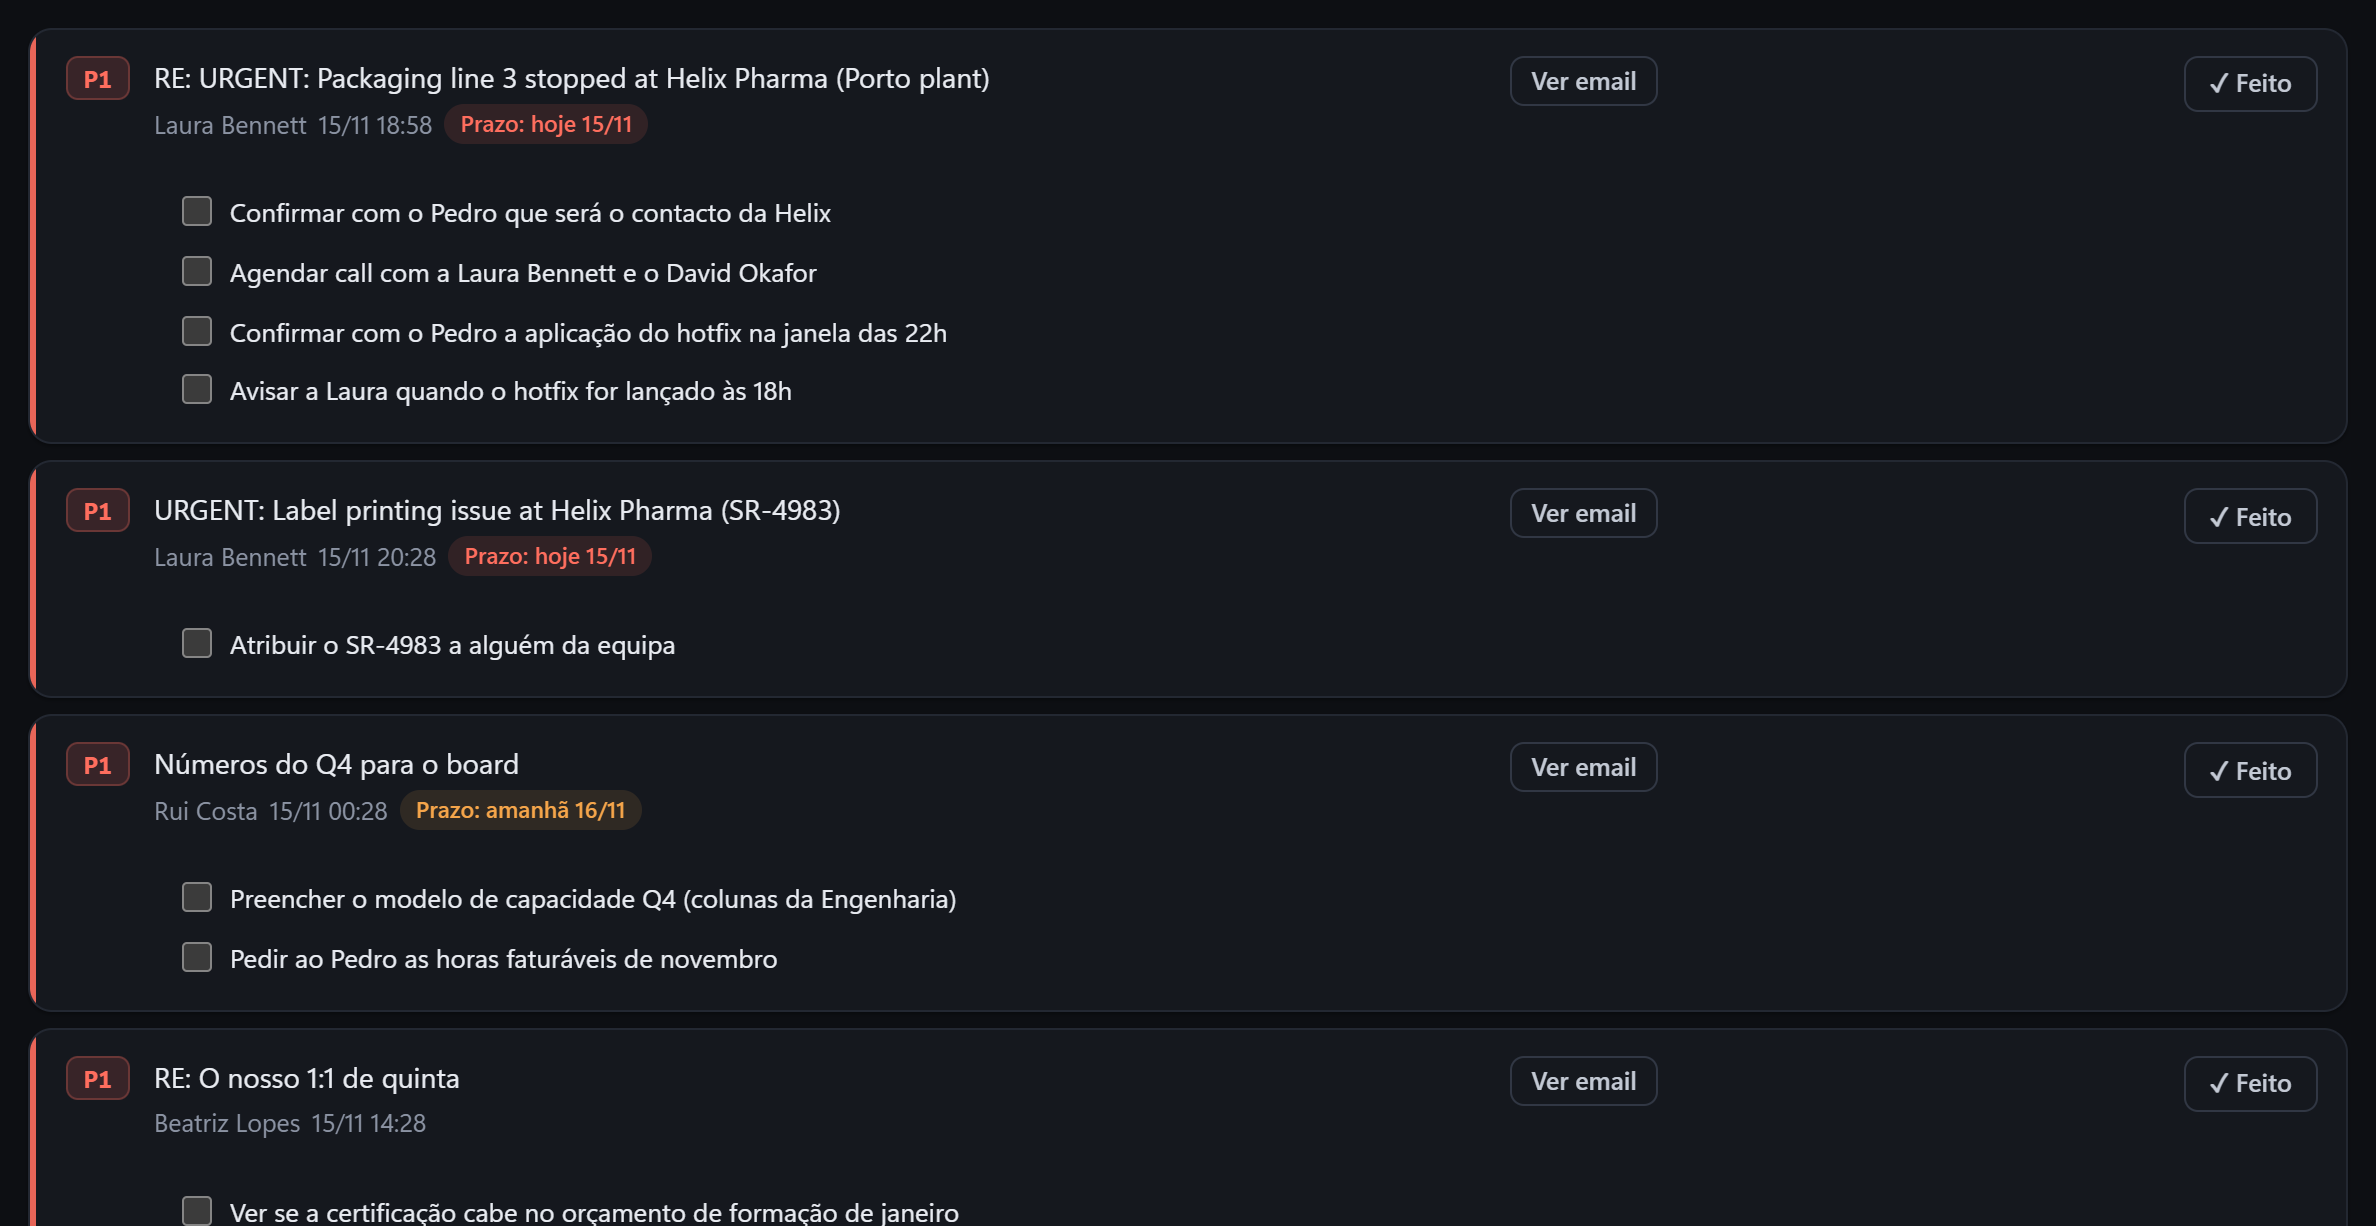 P1 RE: URGENT: Packaging line 3 stopped at Helix Pharma (Porto plant) Ver email ✓ Feito
Laura Bennett 15/11 18:58 Prazo: hoje 15/11
Confirmar com o Pedro que será o contacto da Helix
Agendar call com a Laura Bennett e o David Okafor
Confirmar com o Pedro a aplicação do hotfix na janela das 22h
Avisar a Laura quando o hotfix for lançado às 18h
P1 URGENT: Label printing issue at Helix Pharma (SR-4983) Ver email ✓ Feito
Laura Bennett 15/11 20:28 Prazo: hoje 15/11
Atribuir o SR-4983 a alguém da equipa
P1 Números do Q4 para o board Ver email ✓ Feito
Rui Costa 15/11 00:28 Prazo: amanhã 16/11
Preencher o modelo de capacidade Q4 (colunas da Engenharia)
Pedir ao Pedro as horas faturáveis de novembro
P1 RE: O nosso 1:1 de quinta Ver email ✓ Feito
Beatriz Lopes 15/11 14:28
Ver se a certificação cabe no orçamento de formação de janeiro